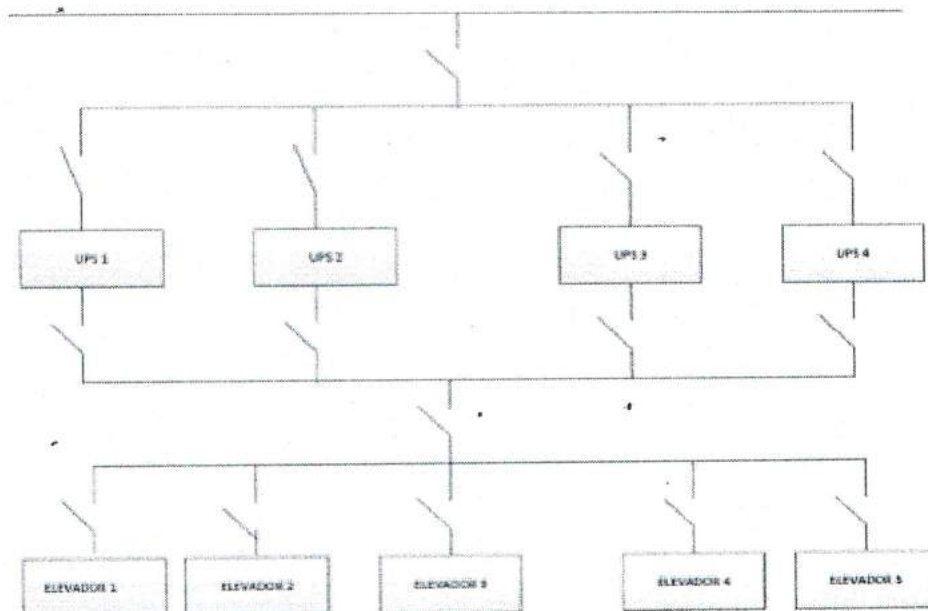 UPS 1
UPS 2
UPS 3
UPS 4
ELEVADOR 1
ELEVADOR 2
ELEVADOR 3
ELEVADOR 4
ELEVADOR 5